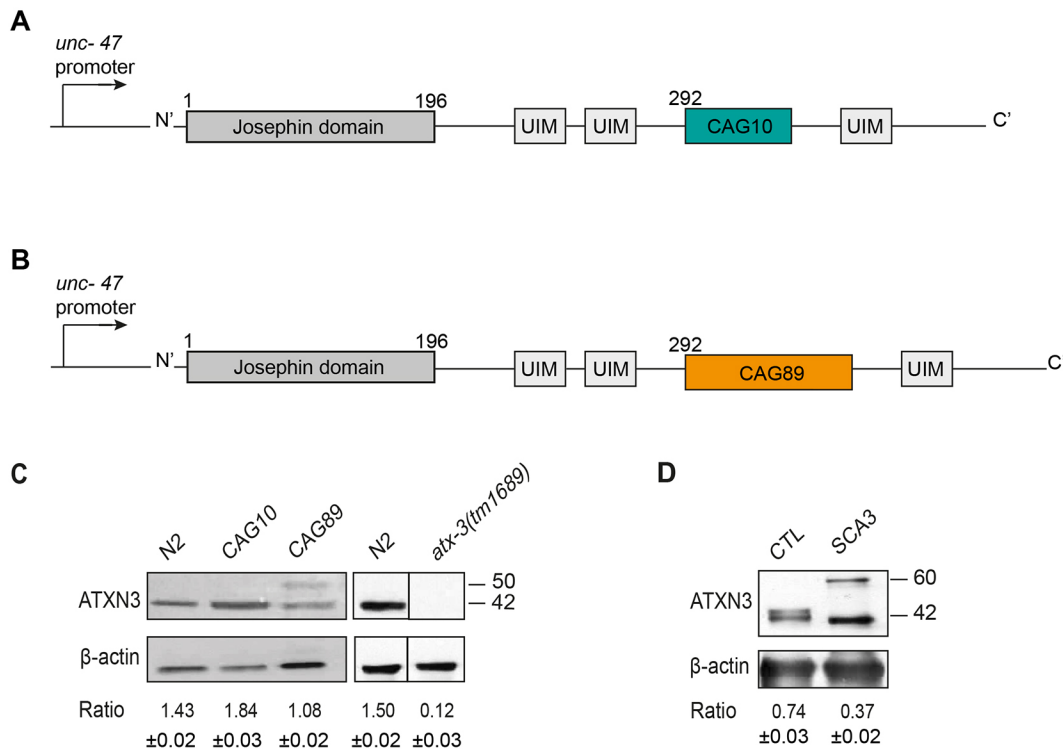 A
unc- 47
promoter
N'
1
196
292
C'
Josephin domain
UIM
UIM
CAG10
UIM
B
unc- 47
promoter
N'
1
196
292
C
Josephin domain
UIM
UIM
CAG89
UIM
C
N2
CAG10
CAG89
N2
atx-3(tm1689)
ATXN3
50
42
β-actin
Ratio 1.43 1.84 1.08 1.50 0.12
±0.02 ±0.03 ±0.02 ±0.02 ±0.03
D
CTL
SCA3
ATXN3
60
42
β-actin
Ratio 0.74 0.37
±0.03 ±0.02